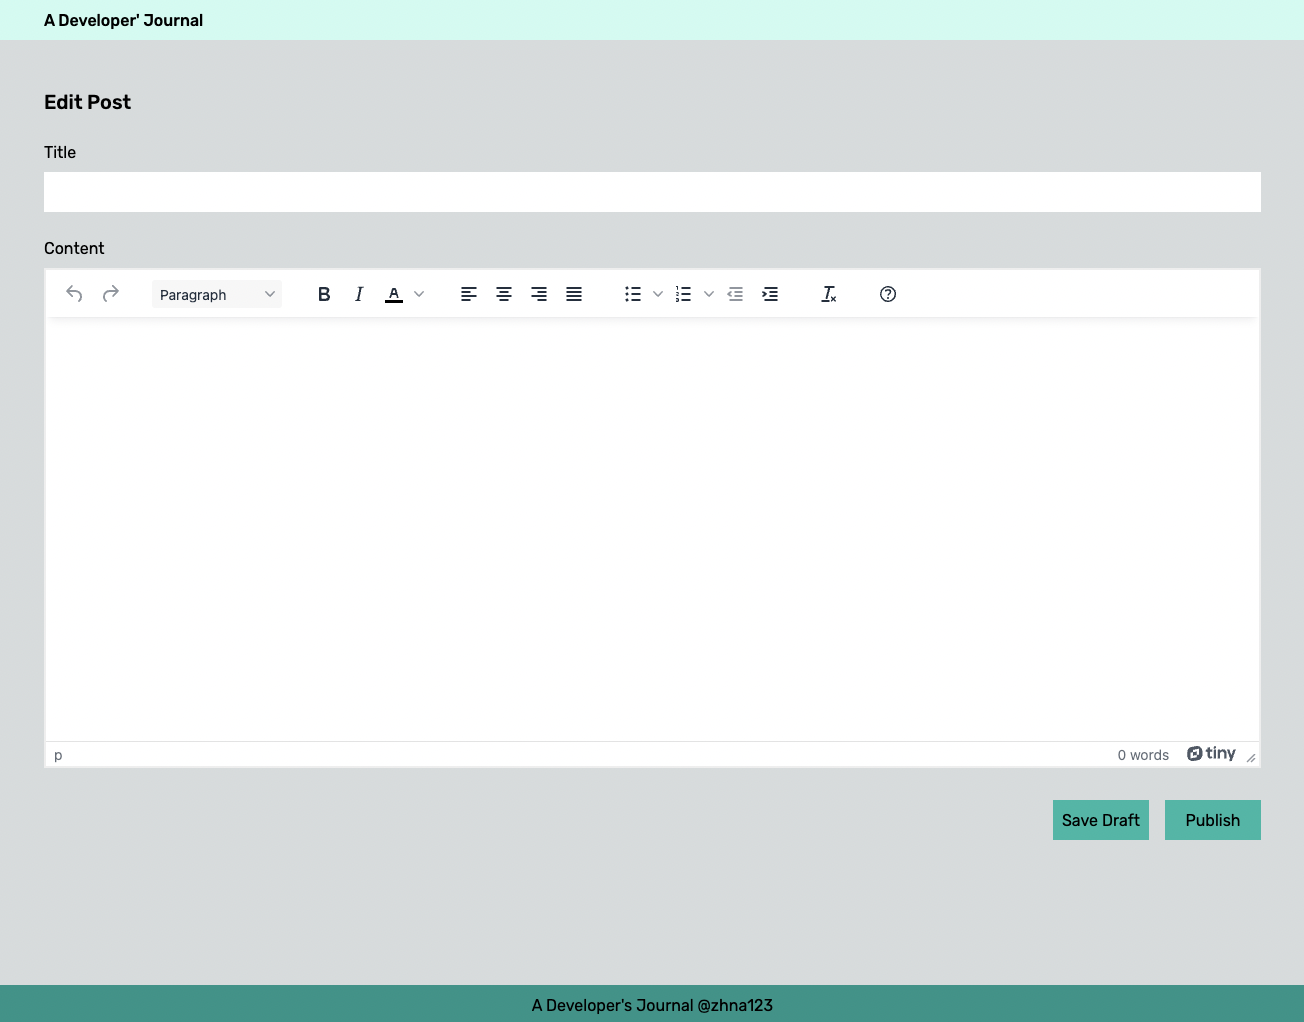 A Developer' Journal
Edit Post
Title
Content
Paragraph
p
0 words
tiny
Save Draft
Publish
A Developer's Journal @zhna123